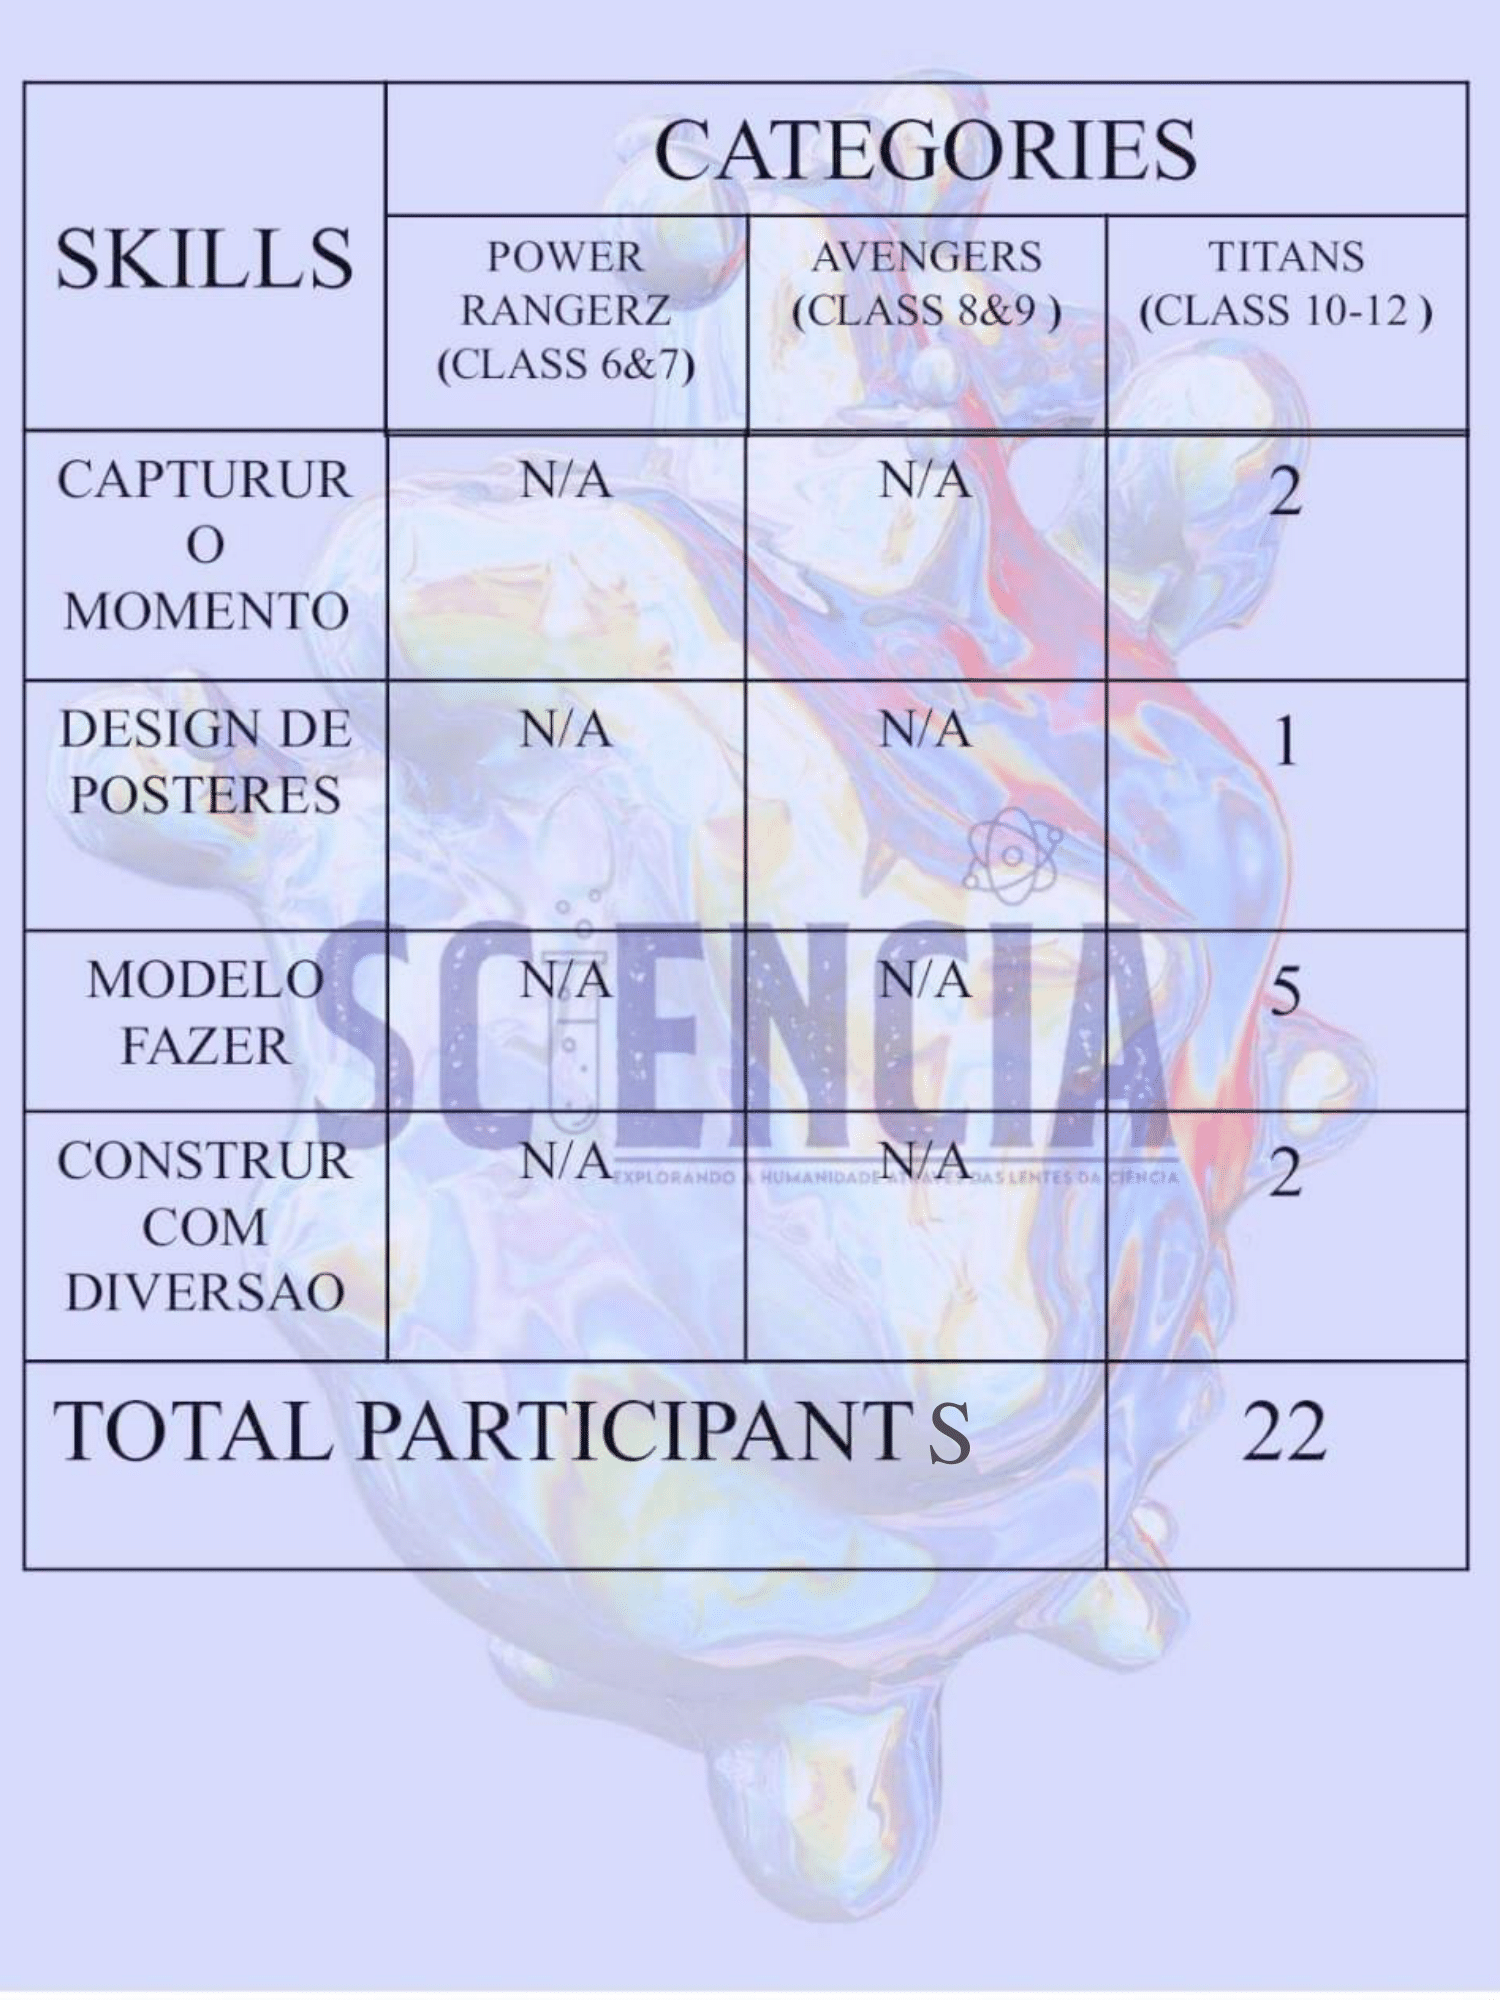 CATEGORIES
SKILLS
POWER
RANGERZ
(CLASS 6&7)
AVENGERS
(CLASS 8&9 )
TITANS
(CLASS 10-12 )
CAPTURUR
O
MOMENTO
N/A
N/A
2
DESIGN DE
POSTERES
N/A
N/A
1
MODELO
FAZER
N/A
N/A
5
CONSTRUR
COM
DIVERSAO
N/A
N/A
2
SCIENCIA
EXPLORANDO A HUMANIDADE ATRAVES DAS LENTES DA CIÊNCIA
TOTAL PARTICIPANTS
22